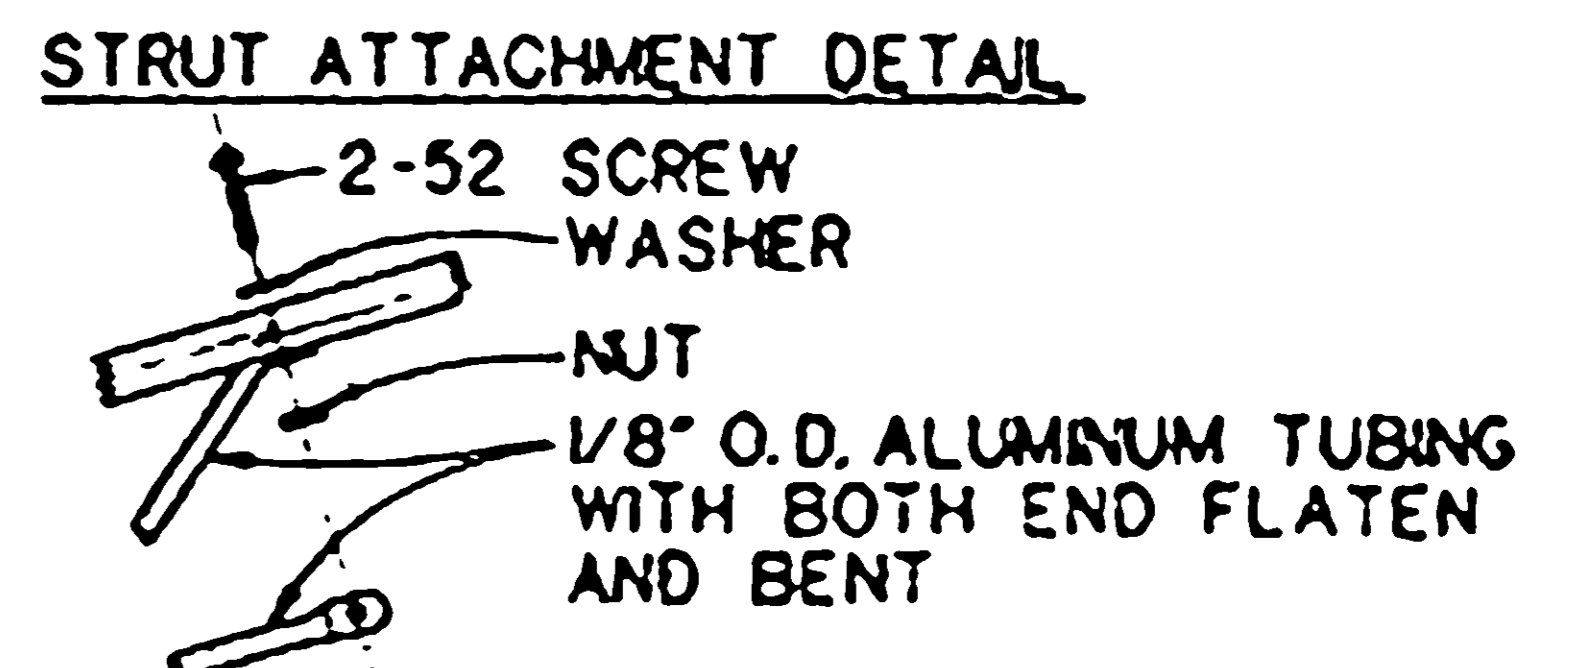 STRUT ATTACHMENT DETAIL
2-52 SCREW
WASHER
NUT
1/8" O.D. ALUMINUM TUBING
WITH BOTH END FLATEN
AND BENT